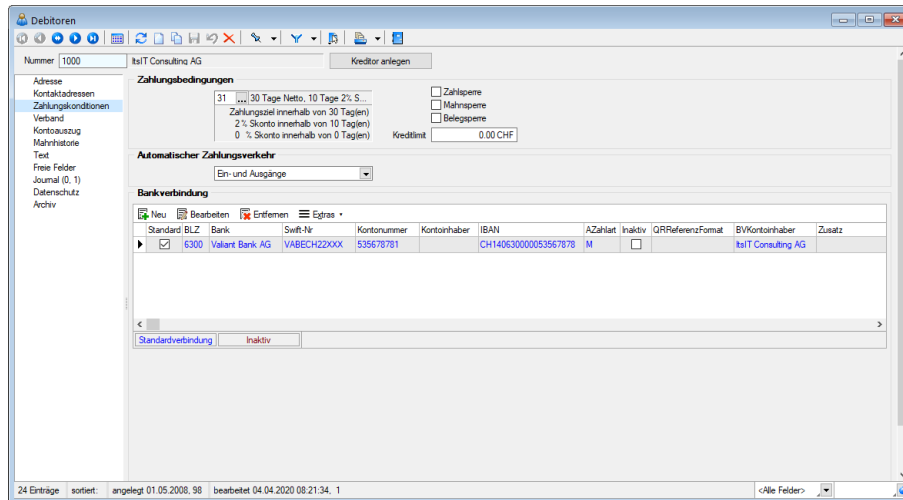 Debitoren
Nummer 1000 ItsIT Consulting AG Kreditor anlegen
Adresse
Kontaktadressen
Zahlungskonditionen
Verband
Kontoauszug
Mahnhistorie
Text
Freie Felder
Journal (0, 1)
Datenschutz
Archiv
Zahlungsbedingungen
31 ... 30 Tage Netto, 10 Tage 2% S...
Zahlungsziel innerhalb von 30 Tag(en)
2 % Skonto innerhalb von 10 Tag(en)
0 % Skonto innerhalb von 0 Tag(en)
Zahlsperre
Mahnsperre
Belegsperre
Kreditlimit 0.00 CHF
Automatischer Zahlungsverkehr
Ein- und Ausgänge
Bankverbindung
Neu Bearbeiten Entfernen Extras
Standard BLZ Bank Swift-Nr Kontonummer Kontoinhaber IBAN AZahlart Inaktiv QRReferenzFormat BVKontoinhaber Zusatz
6300 Valiant Bank AG VABECH22XXX 535678781 CH140630000053567878 M ItsIT Consulting AG
Standardverbindung Inaktiv
24 Einträge sortiert: angelegt 01.05.2008, 98 bearbeitet 04.04.2020 08:21:34, 1 <Alle Felder>